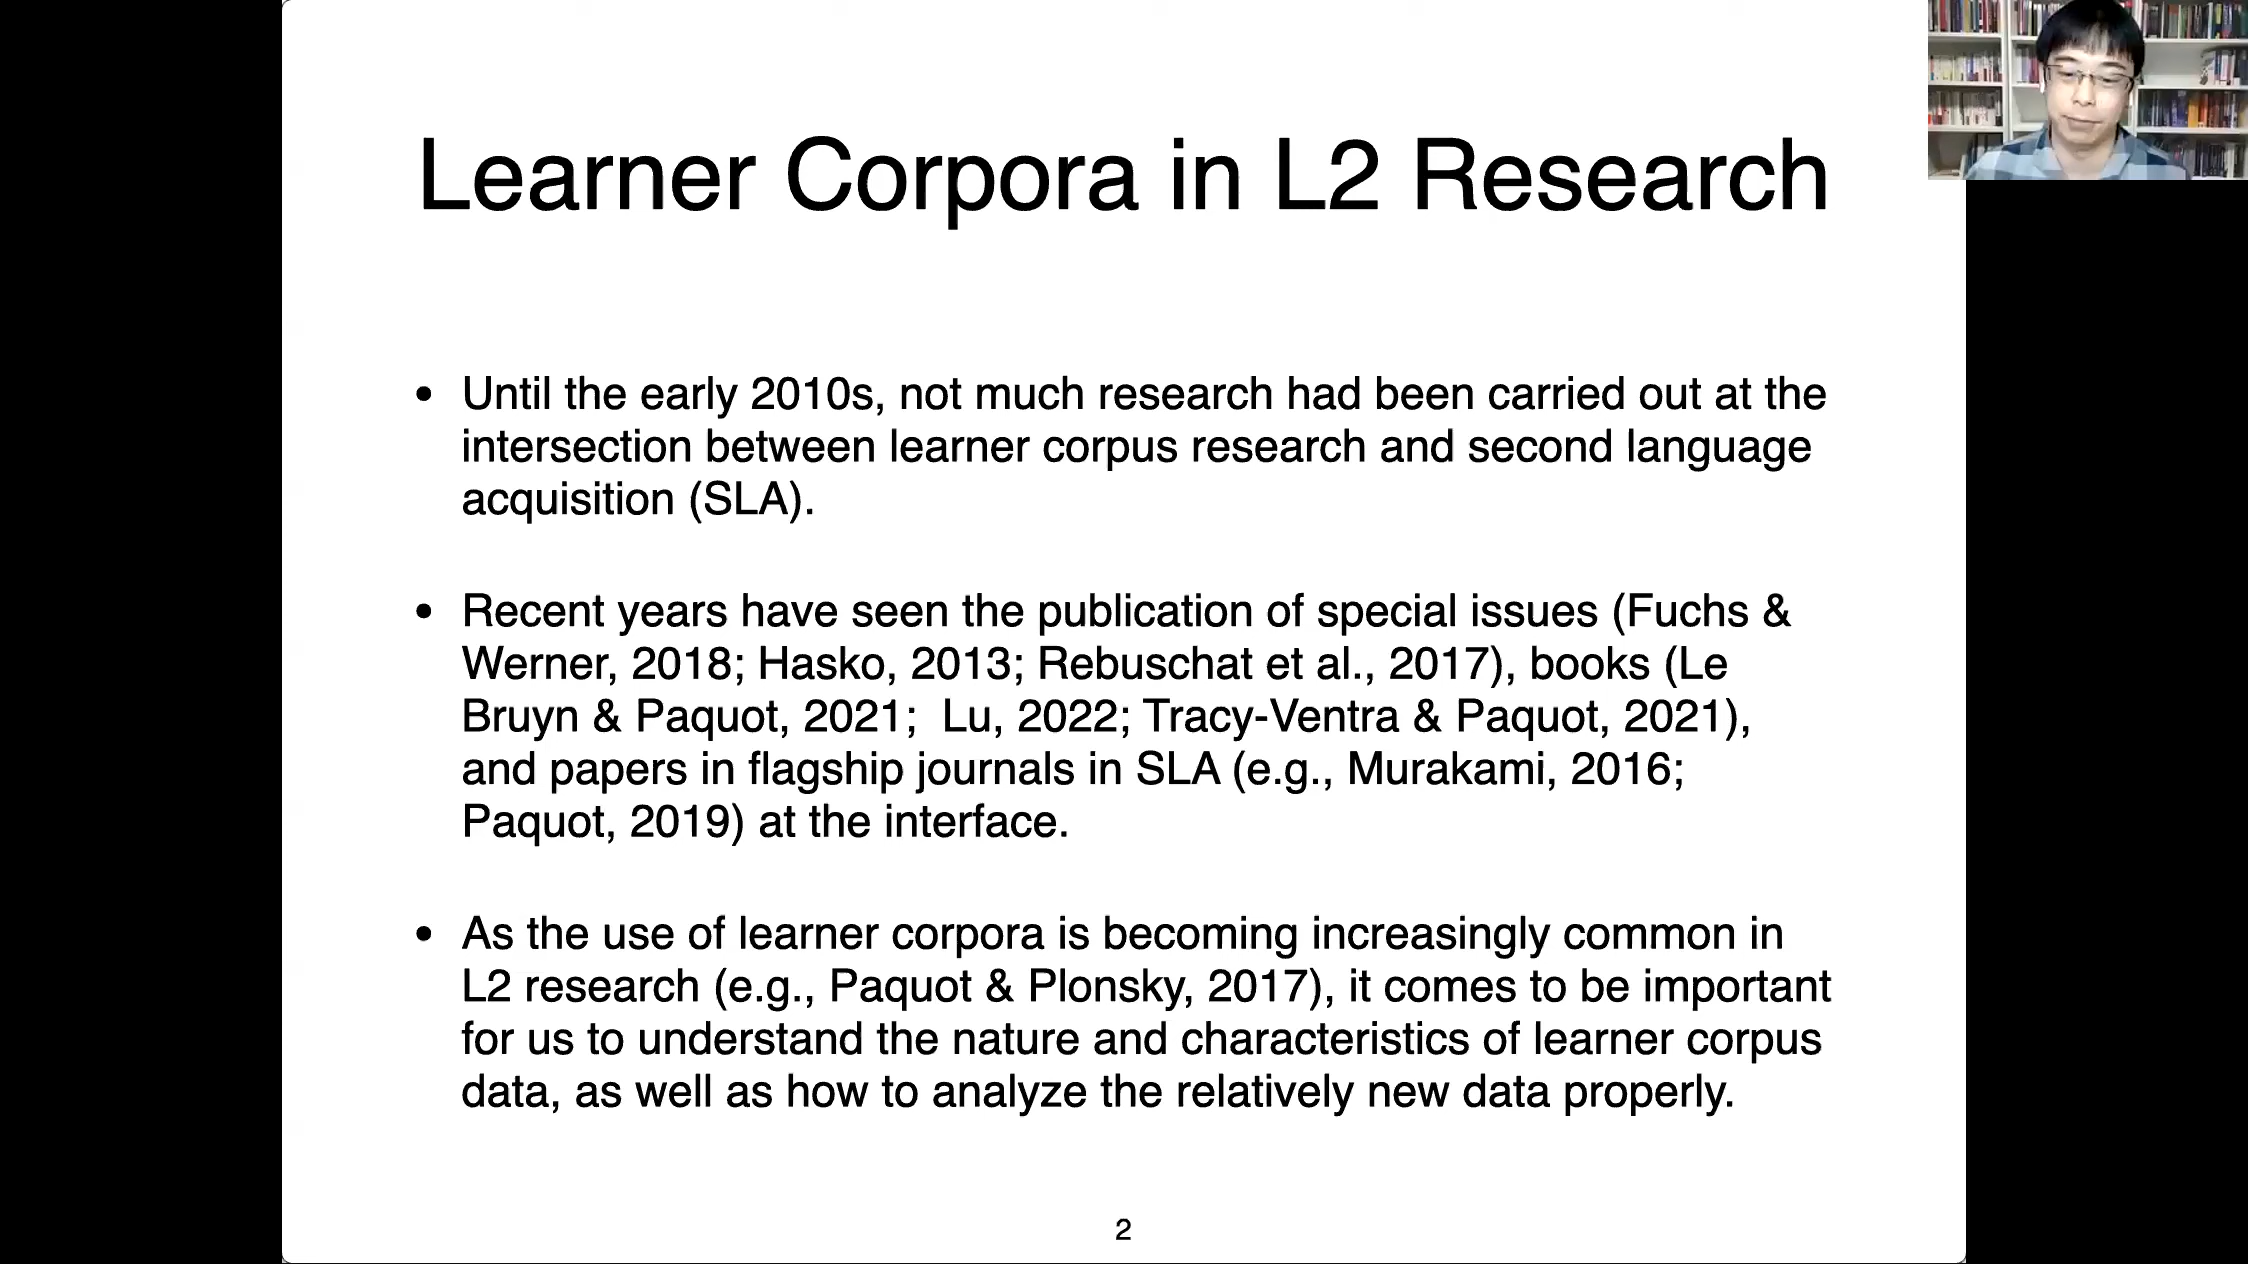 Learner Corpora in L2 Research
• Until the early 2010s, not much research had been carried out at the
intersection between learner corpus research and second language
acquisition (SLA).
• Recent years have seen the publication of special issues (Fuchs &
Werner, 2018; Hasko, 2013; Rebuschat et al., 2017), books (Le
Bruyn & Paquot, 2021;  Lu, 2022; Tracy-Ventra & Paquot, 2021),
and papers in flagship journals in SLA (e.g., Murakami, 2016;
Paquot, 2019) at the interface.
• As the use of learner corpora is becoming increasingly common in
L2 research (e.g., Paquot & Plonsky, 2017), it comes to be important
for us to understand the nature and characteristics of learner corpus
data, as well as how to analyze the relatively new data properly.
2